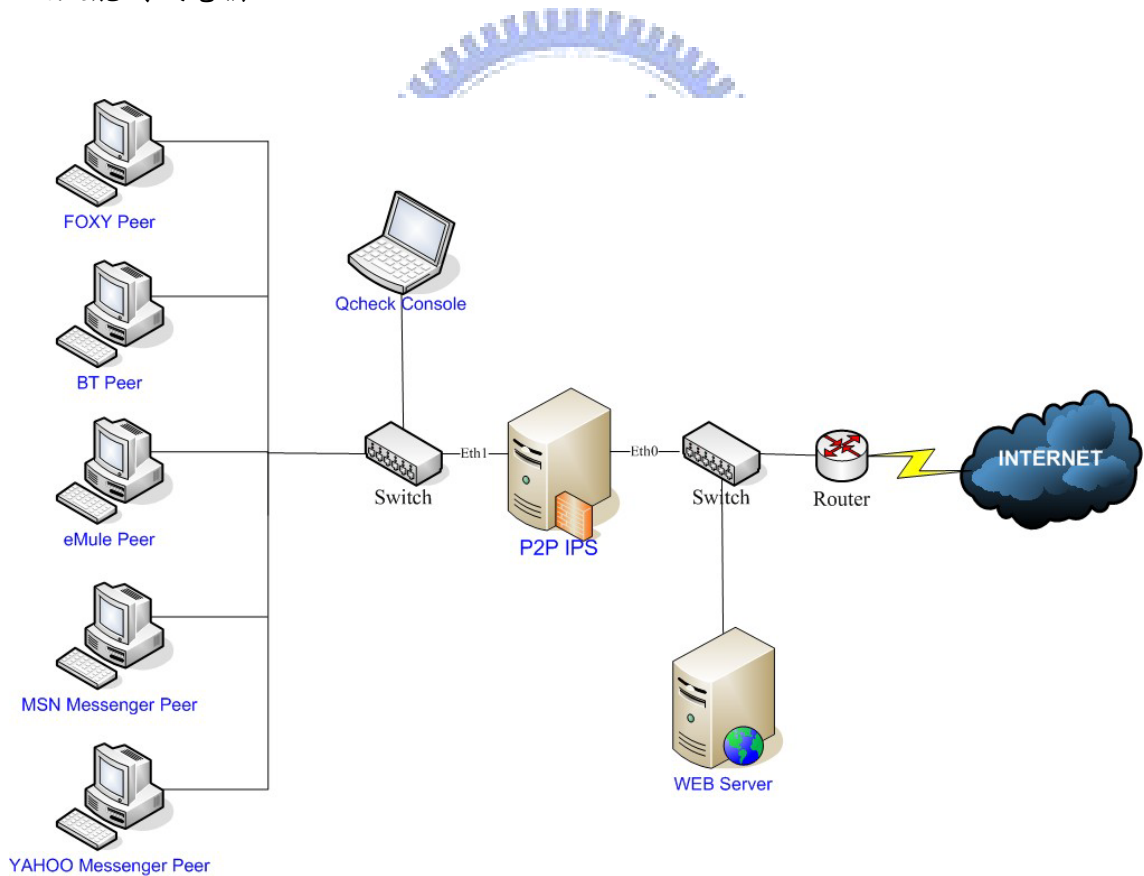 FOXY Peer
Qcheck Console
BT Peer
Eth1
Eth0
INTERNET
Switch
Switch
Router
eMule Peer
P2P IPS
MSN Messenger Peer
WEB Server
YAHOO Messenger Peer